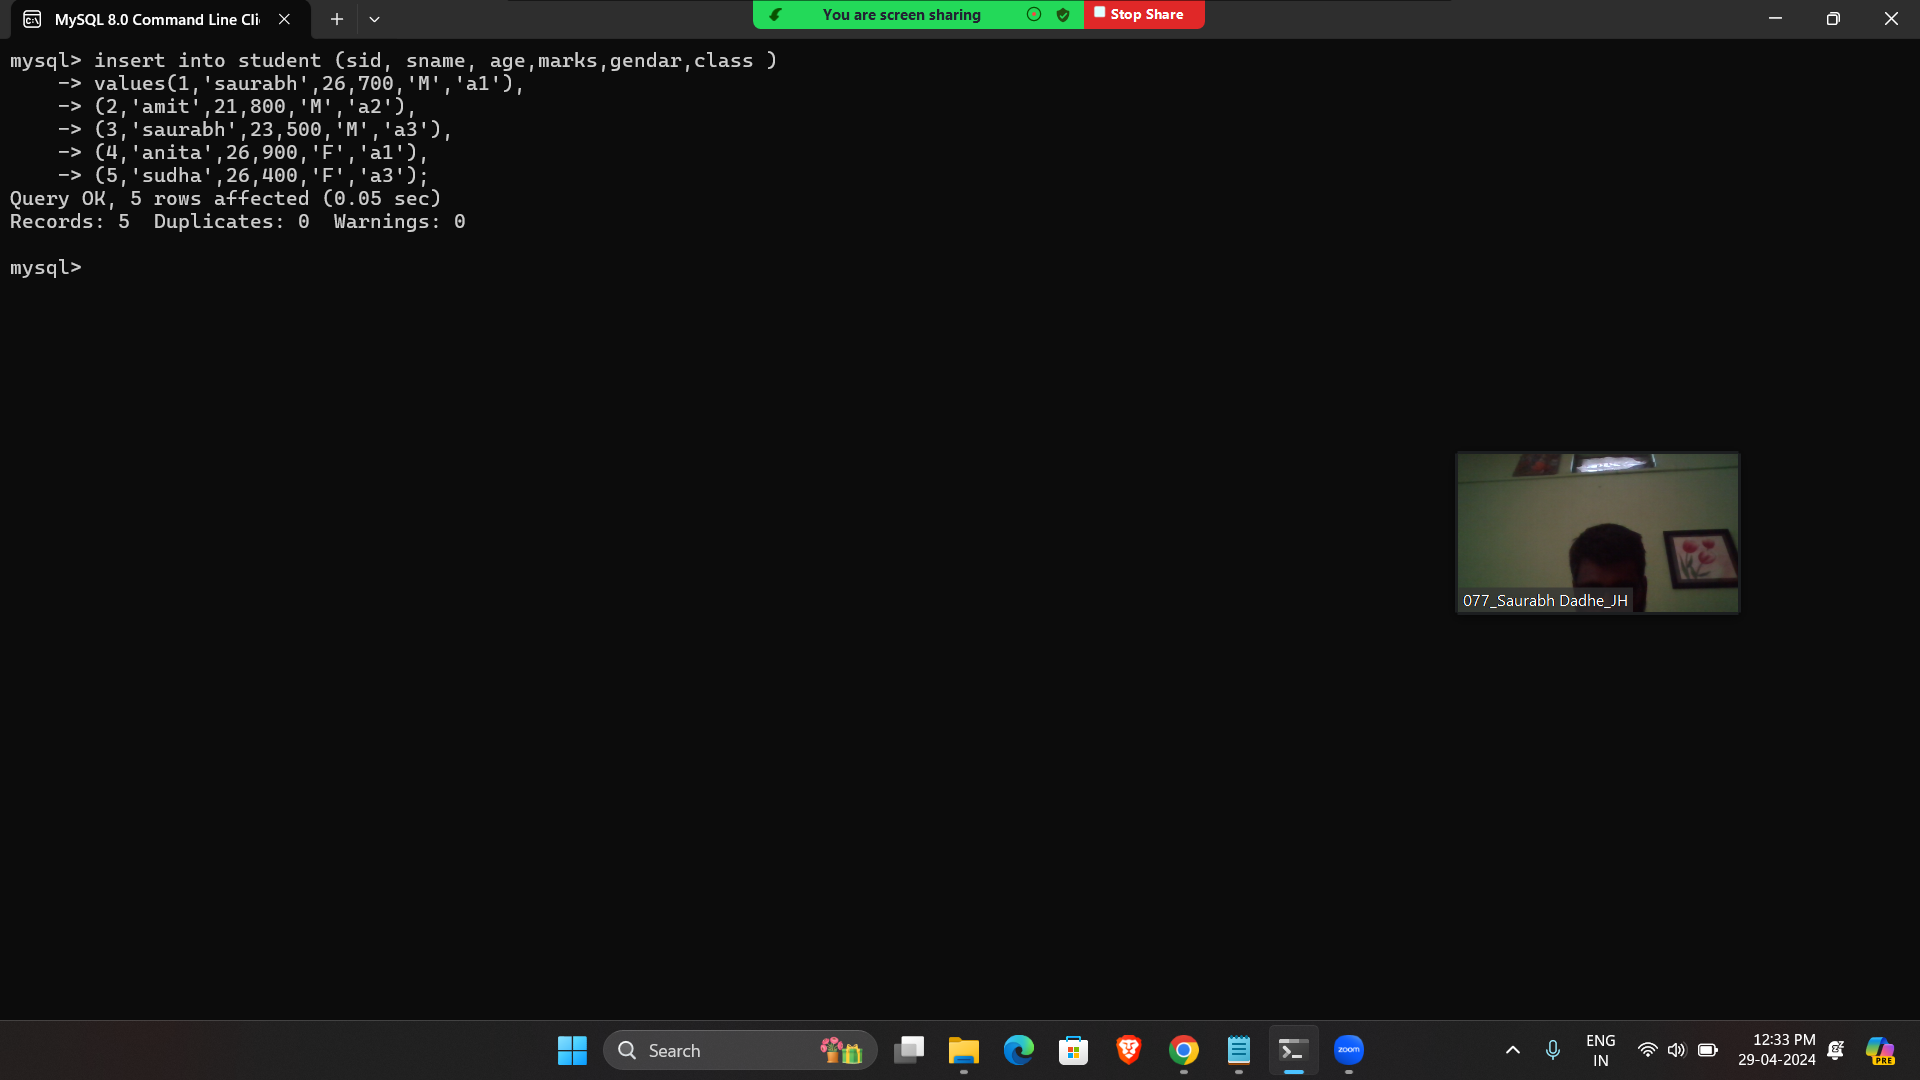 MySQL 8.0 Command Line Cli
You are screen sharing
Stop Share
mysql> insert into student (sid, sname, age,marks,gendar,class )
    -> values(1,'saurabh',26,700,'M','a1'),
    -> (2,'amit',21,800,'M','a2'),
    -> (3,'saurabh',23,500,'M','a3'),
    -> (4,'anita',26,900,'F','a1'),
    -> (5,'sudha',26,400,'F','a3');
Query OK, 5 rows affected (0.05 sec)
Records: 5  Duplicates: 0  Warnings: 0
mysql>
077_Saurabh Dadhe_JH
Search
zoom
ENG
IN
12:33 PM
29-04-2024
PRE